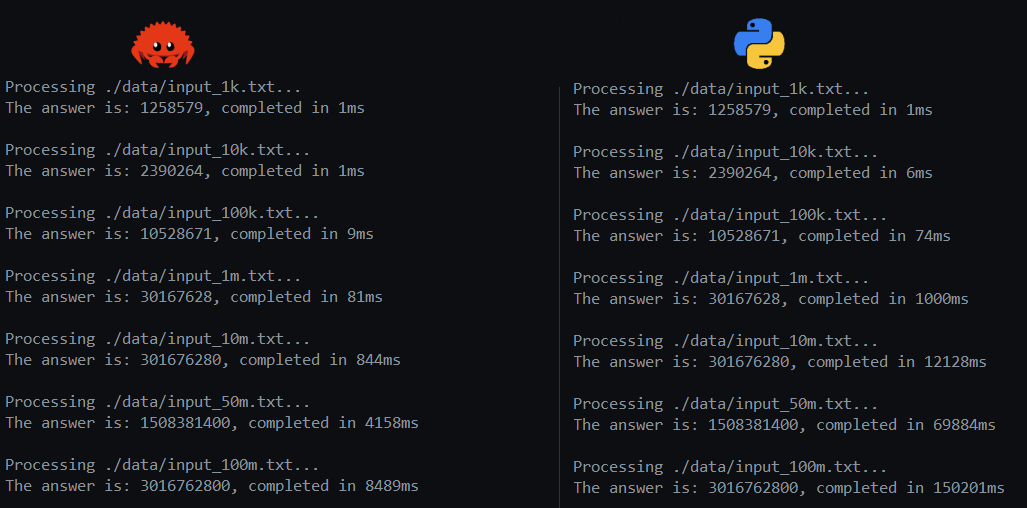 Processing ./data/input_1k.txt...
The answer is: 1258579, completed in 1ms
Processing ./data/input_10k.txt...
The answer is: 2390264, completed in 1ms
Processing ./data/input_100k.txt...
The answer is: 10528671, completed in 9ms
Processing ./data/input_1m.txt...
The answer is: 30167628, completed in 81ms
Processing ./data/input_10m.txt...
The answer is: 301676280, completed in 844ms
Processing ./data/input_50m.txt...
The answer is: 1508381400, completed in 4158ms
Processing ./data/input_100m.txt...
The answer is: 3016762800, completed in 8489ms
Processing ./data/input_1k.txt...
The answer is: 1258579, completed in 1ms
Processing ./data/input_10k.txt...
The answer is: 2390264, completed in 6ms
Processing ./data/input_100k.txt...
The answer is: 10528671, completed in 74ms
Processing ./data/input_1m.txt...
The answer is: 30167628, completed in 1000ms
Processing ./data/input_10m.txt...
The answer is: 301676280, completed in 12128ms
Processing ./data/input_50m.txt...
The answer is: 1508381400, completed in 69884ms
Processing ./data/input_100m.txt...
The answer is: 3016762800, completed in 150201ms